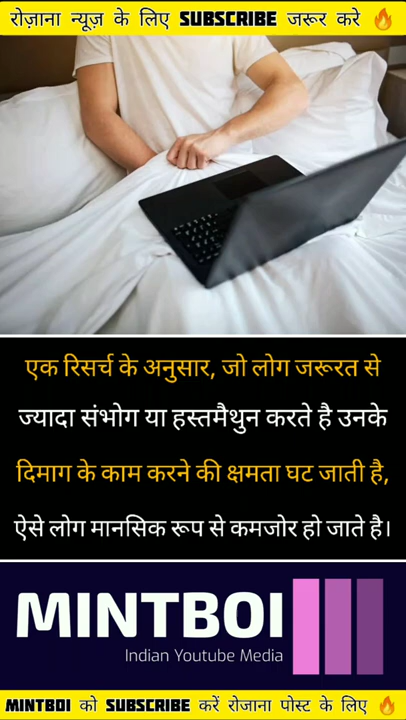 रोज़ाना न्यूज़ के लिए SUBSCRIBE जरूर करे 🔥
एक रिसर्च के अनुसार, जो लोग जरूरत से
ज्यादा संभोग या हस्तमैथुन करते है उनके
दिमाग के काम करने की क्षमता घट जाती है,
ऐसे लोग मानसिक रूप से कमजोर हो जाते है।
MINTBOI
Indian Youtube Media
MINTBOI को SUBSCRIBE करें रोजाना पोस्ट के लिए 🔥